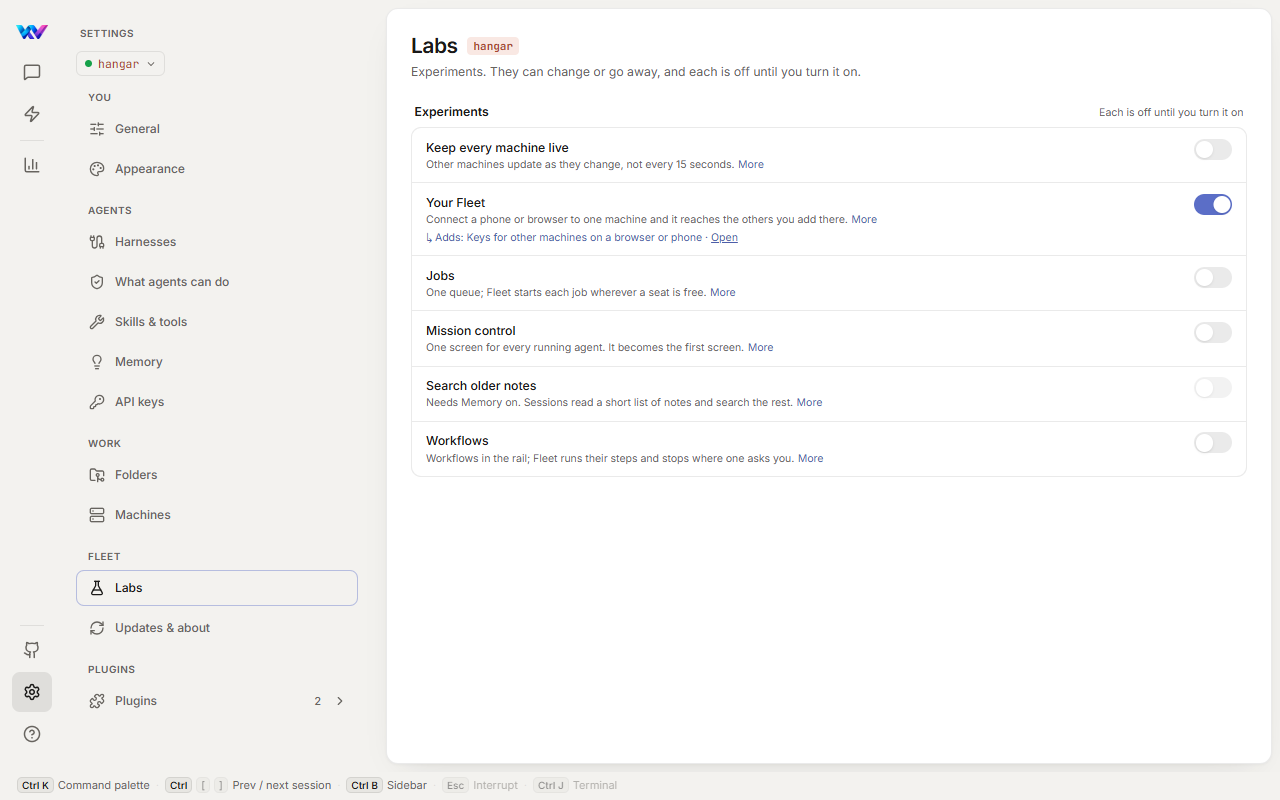 SETTINGS
hangar
YOU
General
Appearance
AGENTS
Harnesses
What agents can do
Skills & tools
Memory
API keys
WORK
Folders
Machines
FLEET
Labs
Updates & about
PLUGINS
Plugins 2
Labs hangar
Experiments. They can change or go away, and each is off until you turn it on.
Experiments Each is off until you turn it on
Keep every machine live
Other machines update as they change, not every 15 seconds. More
Your Fleet
Connect a phone or browser to one machine and it reaches the others you add there. More
↳ Adds: Keys for other machines on a browser or phone · Open
Jobs
One queue; Fleet starts each job wherever a seat is free. More
Mission control
One screen for every running agent. It becomes the first screen. More
Search older notes
Needs Memory on. Sessions read a short list of notes and search the rest. More
Workflows
Workflows in the rail; Fleet runs their steps and stops where one asks you. More
Ctrl K Command palette · Ctrl [ ] Prev / next session · Ctrl B Sidebar · Esc Interrupt · Ctrl J Terminal